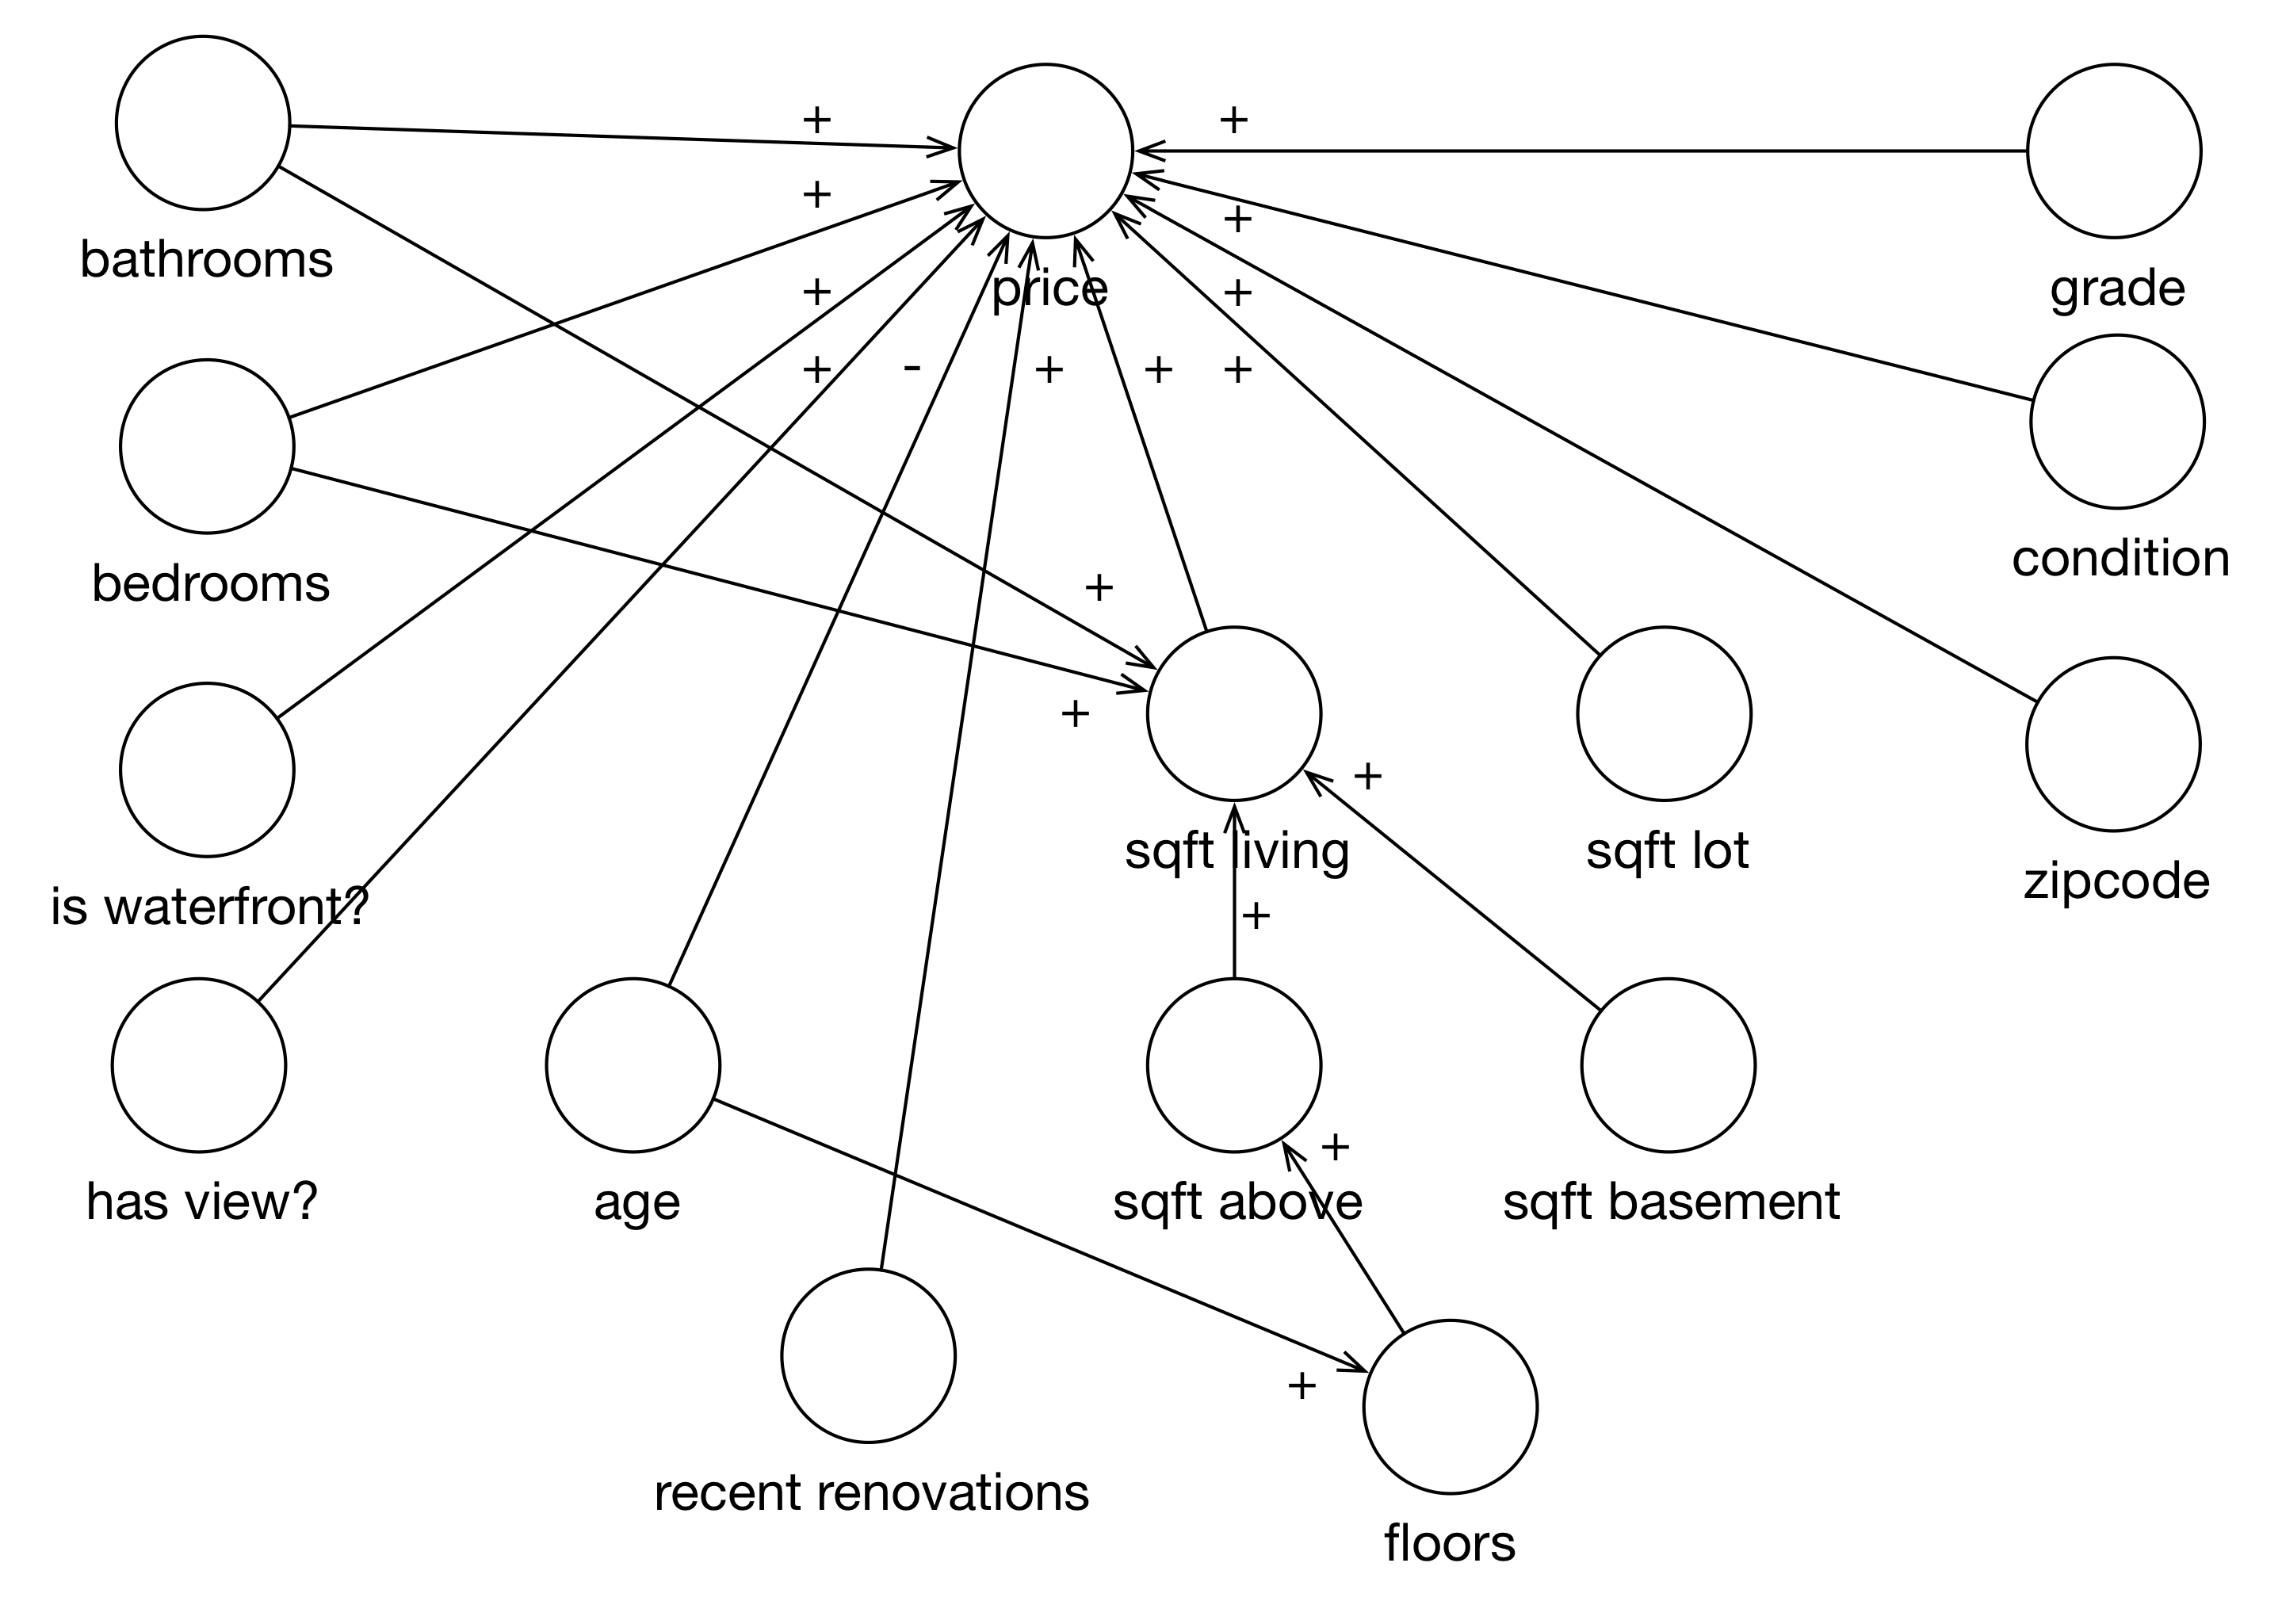 +
+
bathrooms
+
+
price
grade
+
+
+
-
+
+
+
condition
bedrooms
+
+
+
sqft living
sqft lot
zipcode
is waterfront?
+
+
has view?
age
sqft above
sqft basement
+
recent renovations
floors